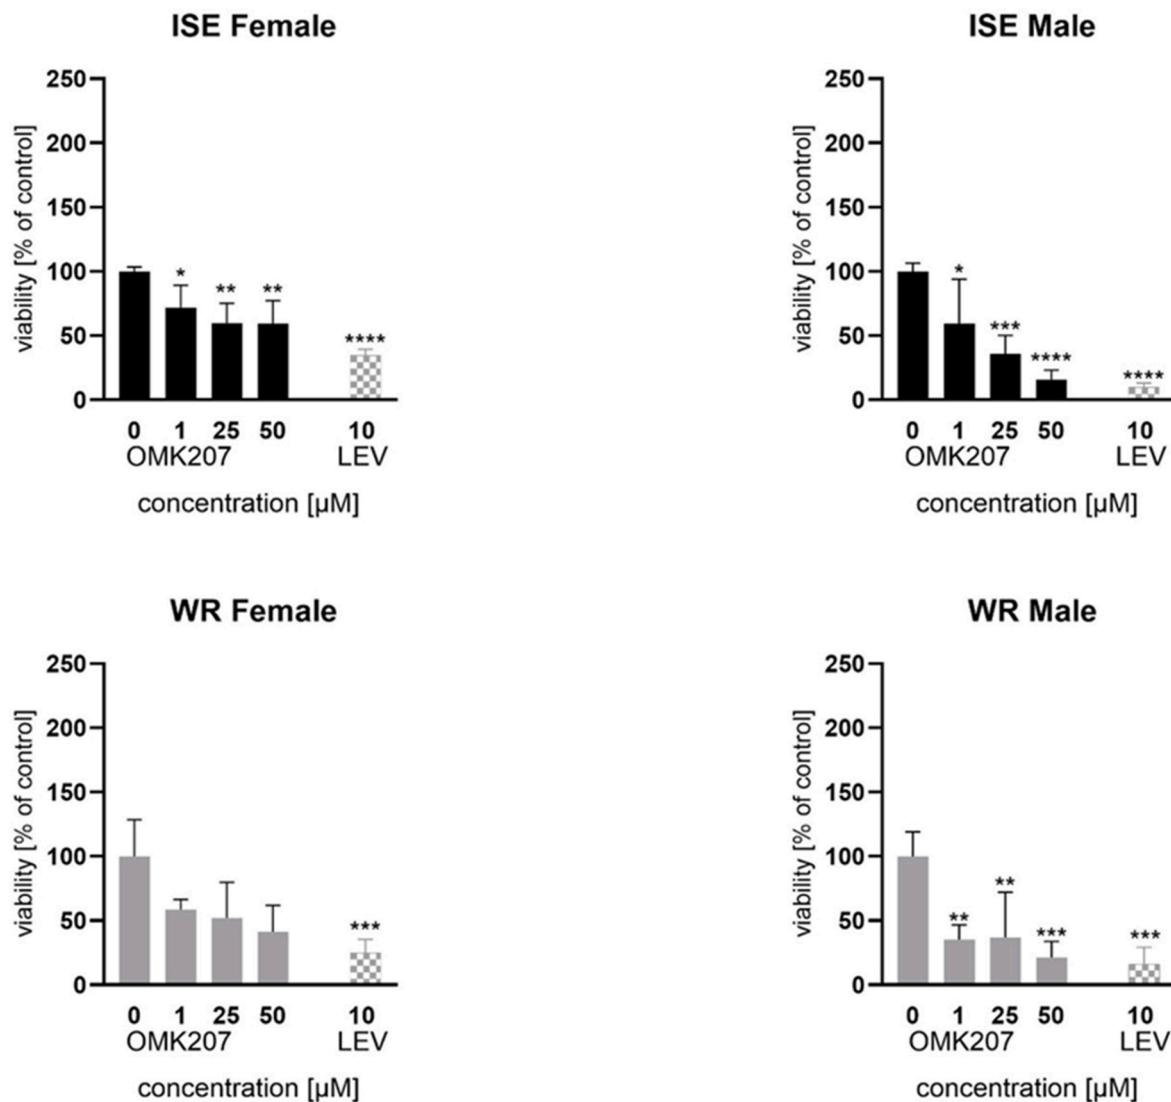 ISE Female
viability [% of control]
250
200
150
100
50
0
* ** ** ****
0 1 25 50 10
OMK207 LEV
concentration [µM]
ISE Male
viability [% of control]
250
200
150
100
50
0
* *** **** ****
0 1 25 50 10
OMK207 LEV
concentration [µM]
WR Female
viability [% of control]
250
200
150
100
50
0
***
0 1 25 50 10
OMK207 LEV
concentration [µM]
WR Male
viability [% of control]
250
200
150
100
50
0
** ** *** ***
0 1 25 50 10
OMK207 LEV
concentration [µM]